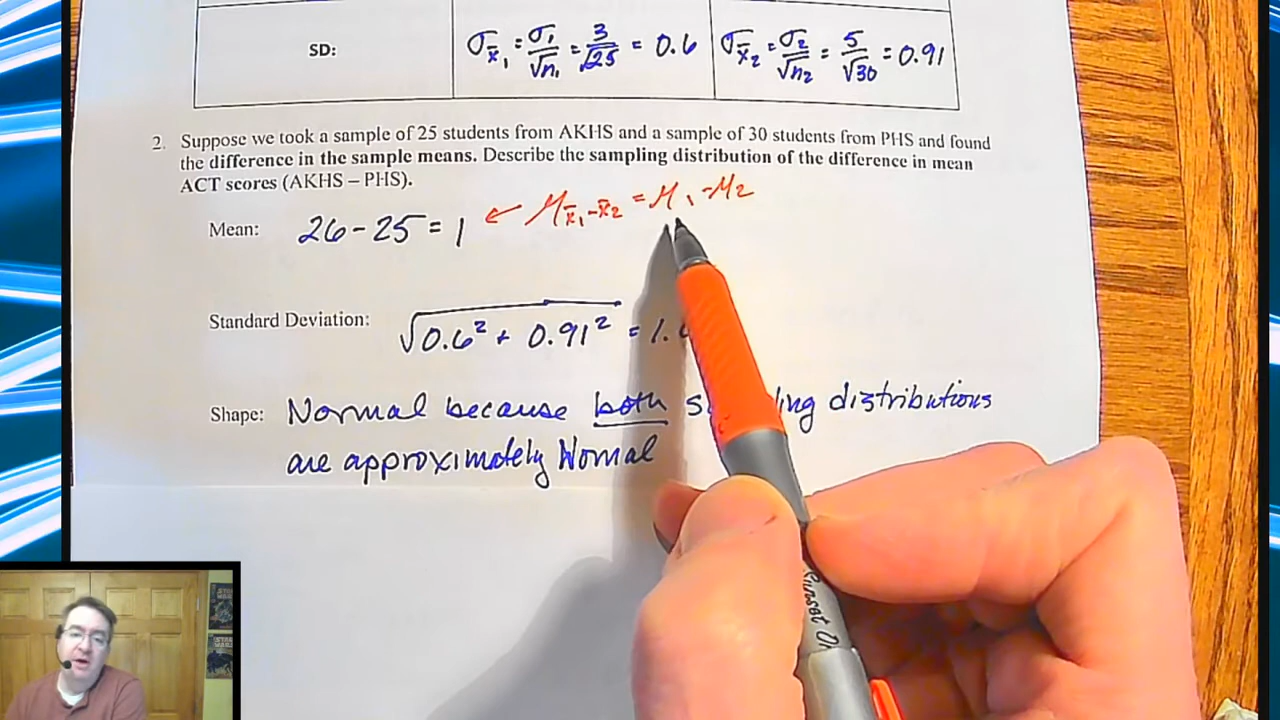 SD:
σx̄₁ = σ₁/√n₁ = 3/√25 = 0.6
σx̄₂ = σ₂/√n₂ = 5/√30 = 0.91
2. Suppose we took a sample of 25 students from AKHS and a sample of 30 students from PHS and found
the difference in the sample means. Describe the sampling distribution of the difference in mean
ACT scores (AKHS – PHS).
Mean: 26 - 25 = 1 ← μx̄₁-x̄₂ = μ₁ - μ₂
Standard Deviation: √0.6² + 0.91² = 1.
Shape: Normal because both distributions
are approximately Normal